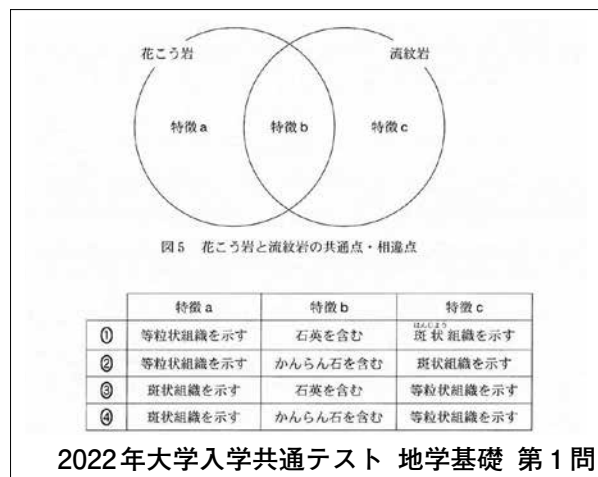 花こう岩 流紋岩
特徴a 特徴b 特徴c
図5 花こう岩と流紋岩の共通点・相違点
特徴a 特徴b 特徴c
① 等粒状組織を示す 石英を含む 斑状組織を示す
はんじょう
② 等粒状組織を示す かんらん石を含む 斑状組織を示す
③ 斑状組織を示す 石英を含む 等粒状組織を示す
④ 斑状組織を示す かんらん石を含む 等粒状組織を示す
2022年大学入学共通テスト 地学基礎 第1問